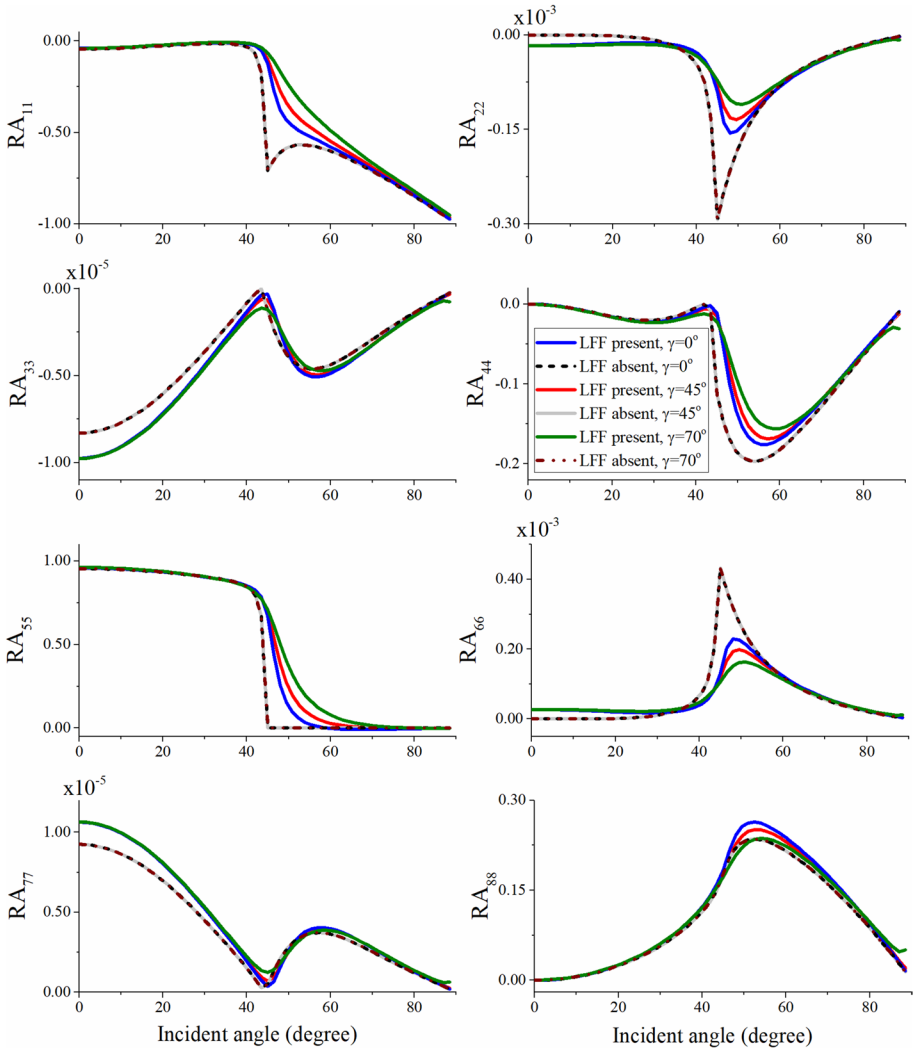 0.00
-0.50
-1.00
RA11
0 20 40 60 80
x10-3
0.00
-0.15
-0.30
RA22
0 20 40 60 80
x10-5
0.00
-0.50
-1.00
RA33
0 20 40 60 80
0.0
-0.1
-0.2
RA44
LFF present, γ=0o
LFF absent, γ=0o
LFF present, γ=45o
LFF absent, γ=45o
LFF present, γ=70o
LFF absent, γ=70o
0 20 40 60 80
1.00
0.50
0.00
RA55
0 20 40 60 80
x10-3
0.40
0.20
0.00
RA66
0 20 40 60 80
x10-5
1.00
0.50
0.00
RA77
0 20 40 60 80
Incident angle (degree)
0.30
0.15
0.00
RA88
0 20 40 60 80
Incident angle (degree)